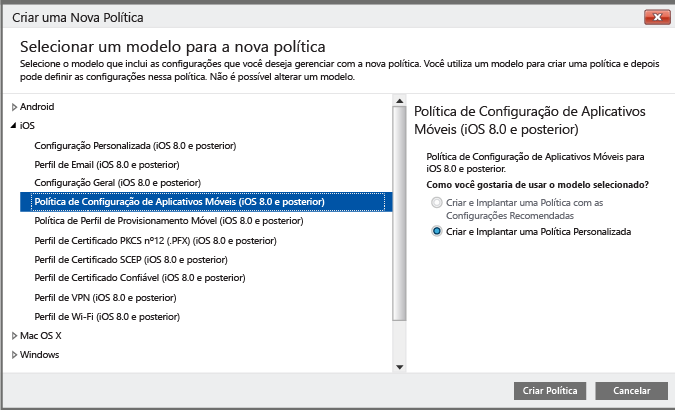 Criar uma Nova Política
Selecionar um modelo para a nova política
Selecione o modelo que inclui as configurações que você deseja gerenciar com a nova política. Você utiliza um modelo para criar uma política e depois
pode definir as configurações nessa política. Não é possível alterar um modelo.
Android
iOS
Configuração Personalizada (iOS 8.0 e posterior)
Perfil de Email (iOS 8.0 e posterior)
Configuração Geral (iOS 8.0 e posterior)
Política de Configuração de Aplicativos Móveis (iOS 8.0 e posterior)
Política de Perfil de Provisionamento Móvel (iOS 8.0 e posterior)
Perfil de Certificado PKCS nº12 (.PFX) (iOS 8.0 e posterior)
Perfil de Certificado SCEP (iOS 8.0 e posterior)
Perfil de Certificado Confiável (iOS 8.0 e posterior)
Perfil de VPN (iOS 8.0 e posterior)
Perfil de Wi-Fi (iOS 8.0 e posterior)
Mac OS X
Windows
Política de Configuração de Aplicativos
Móveis (iOS 8.0 e posterior)
Política de Configuração de Aplicativos Móveis para
iOS 8.0 e posterior.
Como você gostaria de usar o modelo selecionado?
Criar e Implantar uma Política com as
Configurações Recomendadas
Criar e Implantar uma Política Personalizada
Criar Política
Cancelar